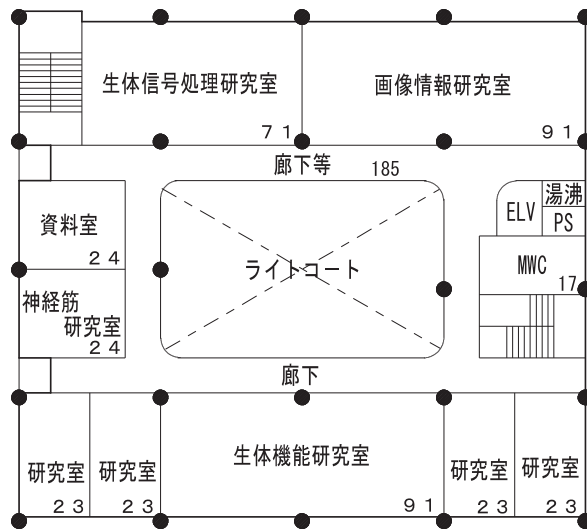 生体信号処理研究室
71
画像情報研究室
91
廊下等 185
資料室
24
ライトコート
ELV
湯沸
PS
MWC
17
神経筋
研究室
24
廊下
研究室
23
研究室
23
生体機能研究室
91
研究室
23
研究室
23